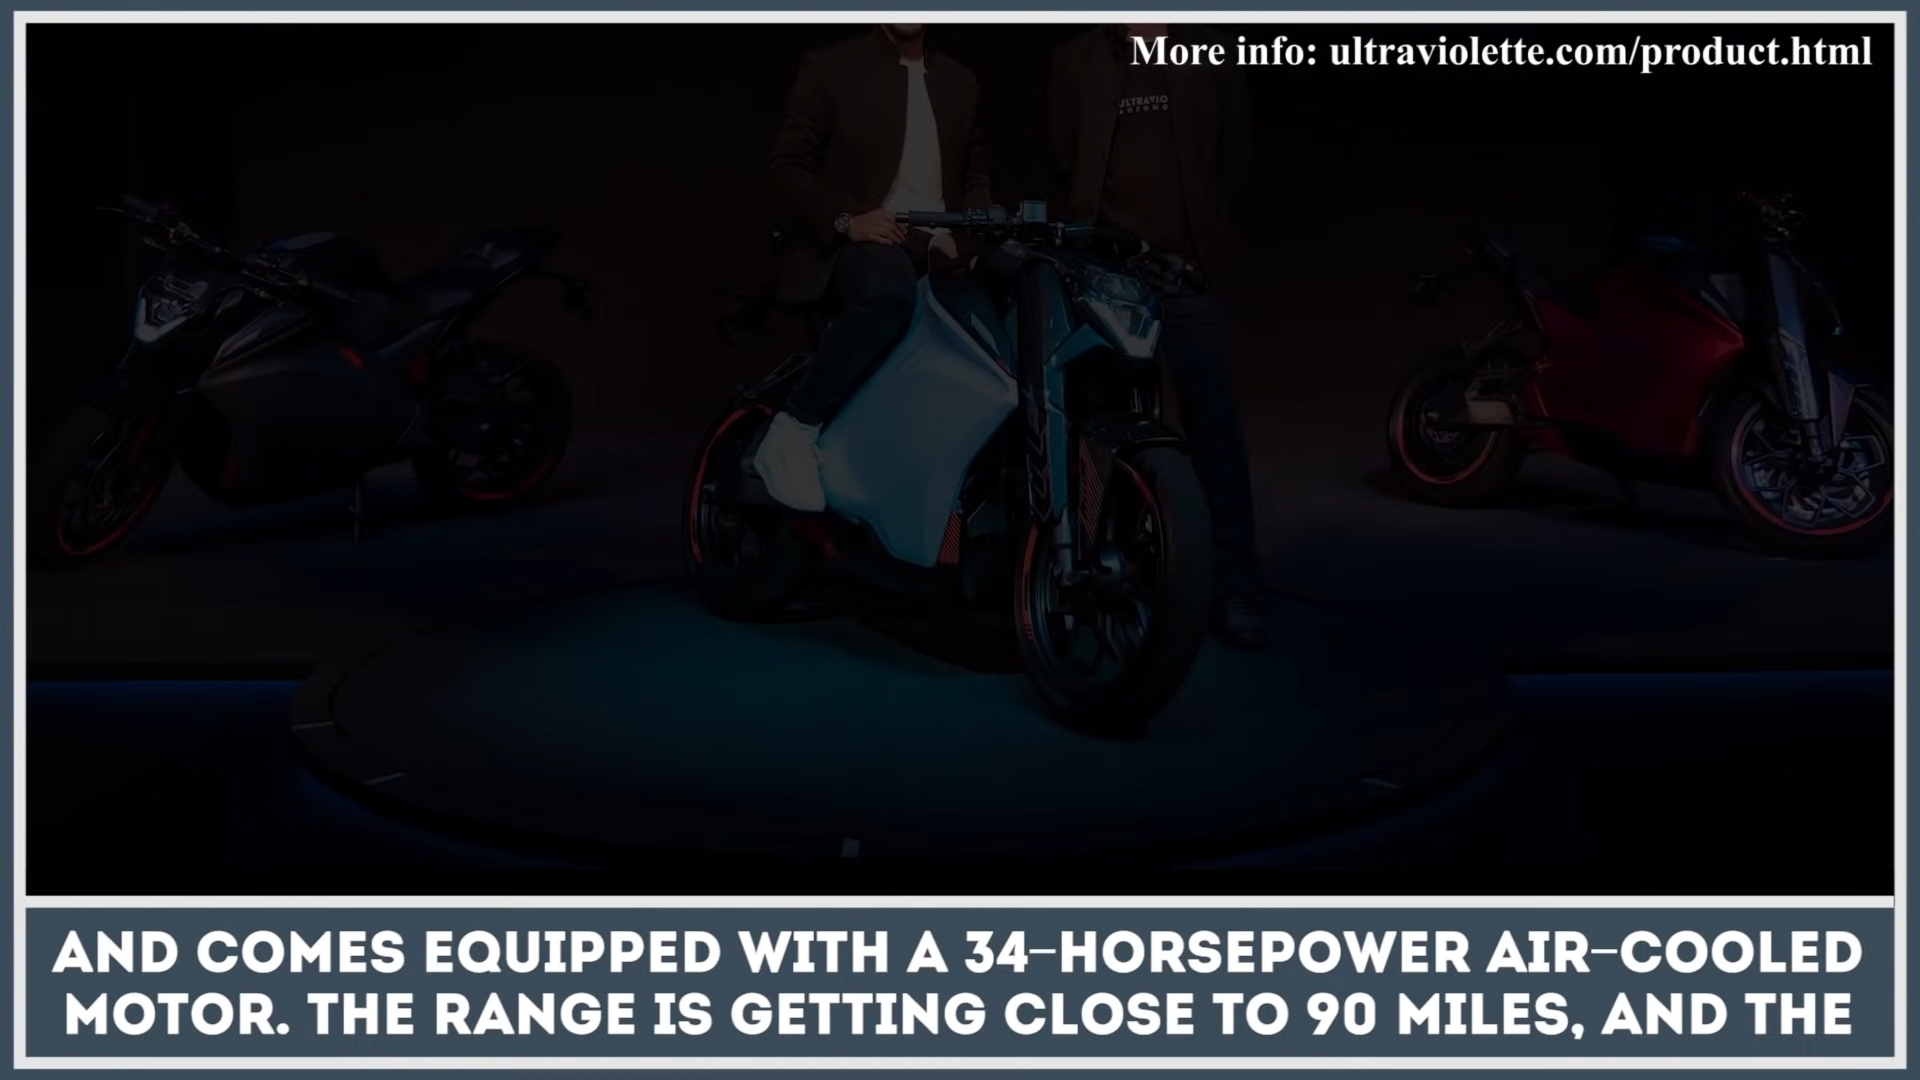 More info: ultraviolette.com/product.html
AND COMES EQUIPPED WITH A 34-HORSEPOWER AIR-COOLED
MOTOR. THE RANGE IS GETTING CLOSE TO 90 MILES, AND THE